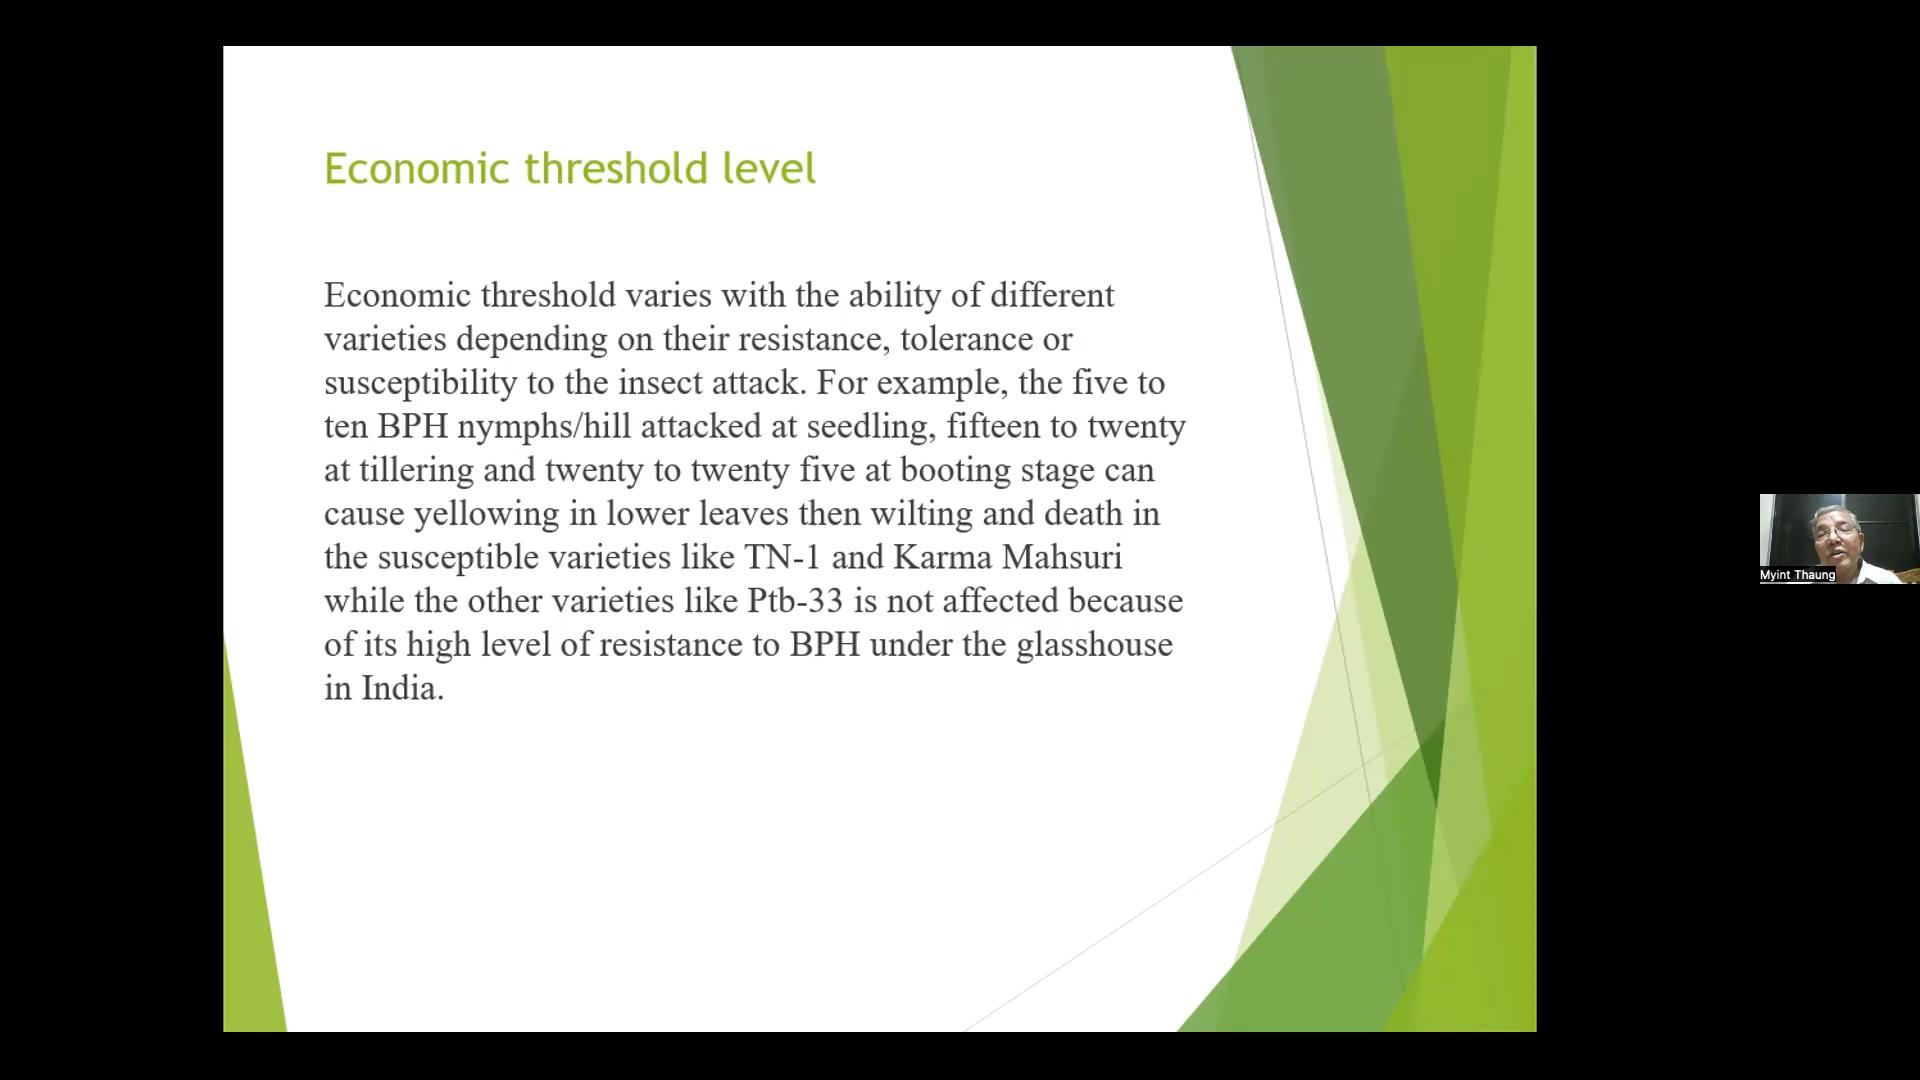 Economic threshold level
Economic threshold varies with the ability of different
varieties depending on their resistance, tolerance or
susceptibility to the insect attack. For example, the five to
ten BPH nymphs/hill attacked at seedling, fifteen to twenty
at tillering and twenty to twenty five at booting stage can
cause yellowing in lower leaves then wilting and death in
the susceptible varieties like TN-1 and Karma Mahsuri
while the other varieties like Ptb-33 is not affected because
of its high level of resistance to BPH under the glasshouse
in India.
Myint Thaung